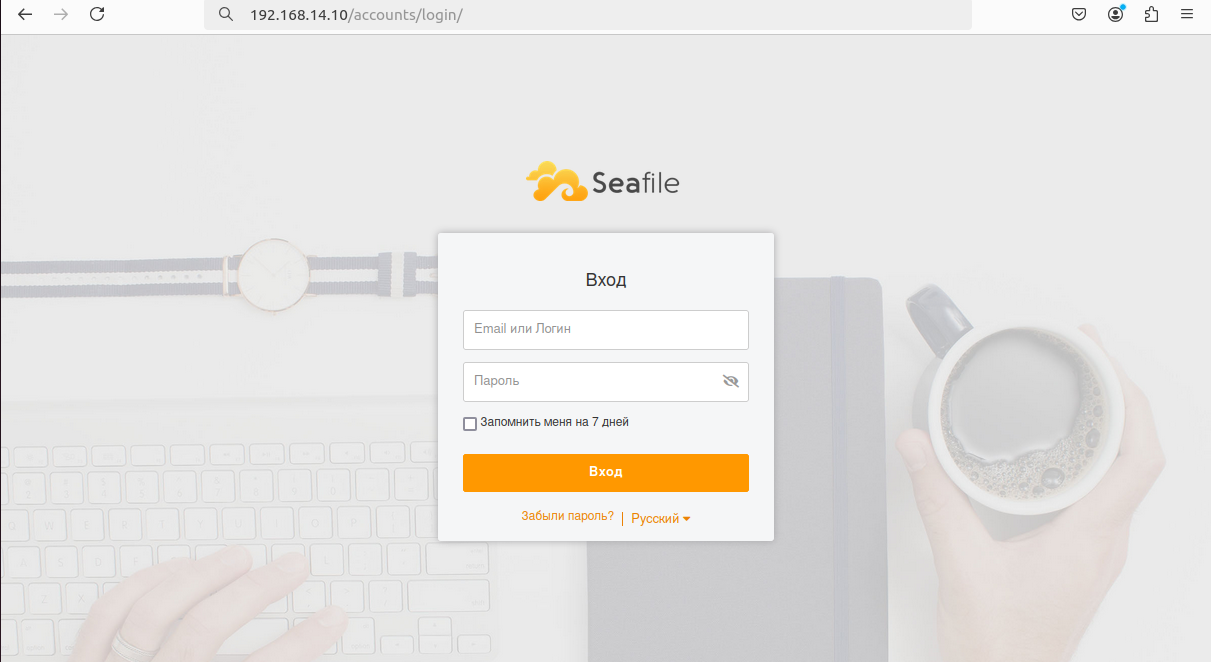 192.168.14.10/accounts/login/
Seafile
Вход
Email или Логин
Пароль
Запомнить меня на 7 дней
Вход
Забыли пароль? | Русский